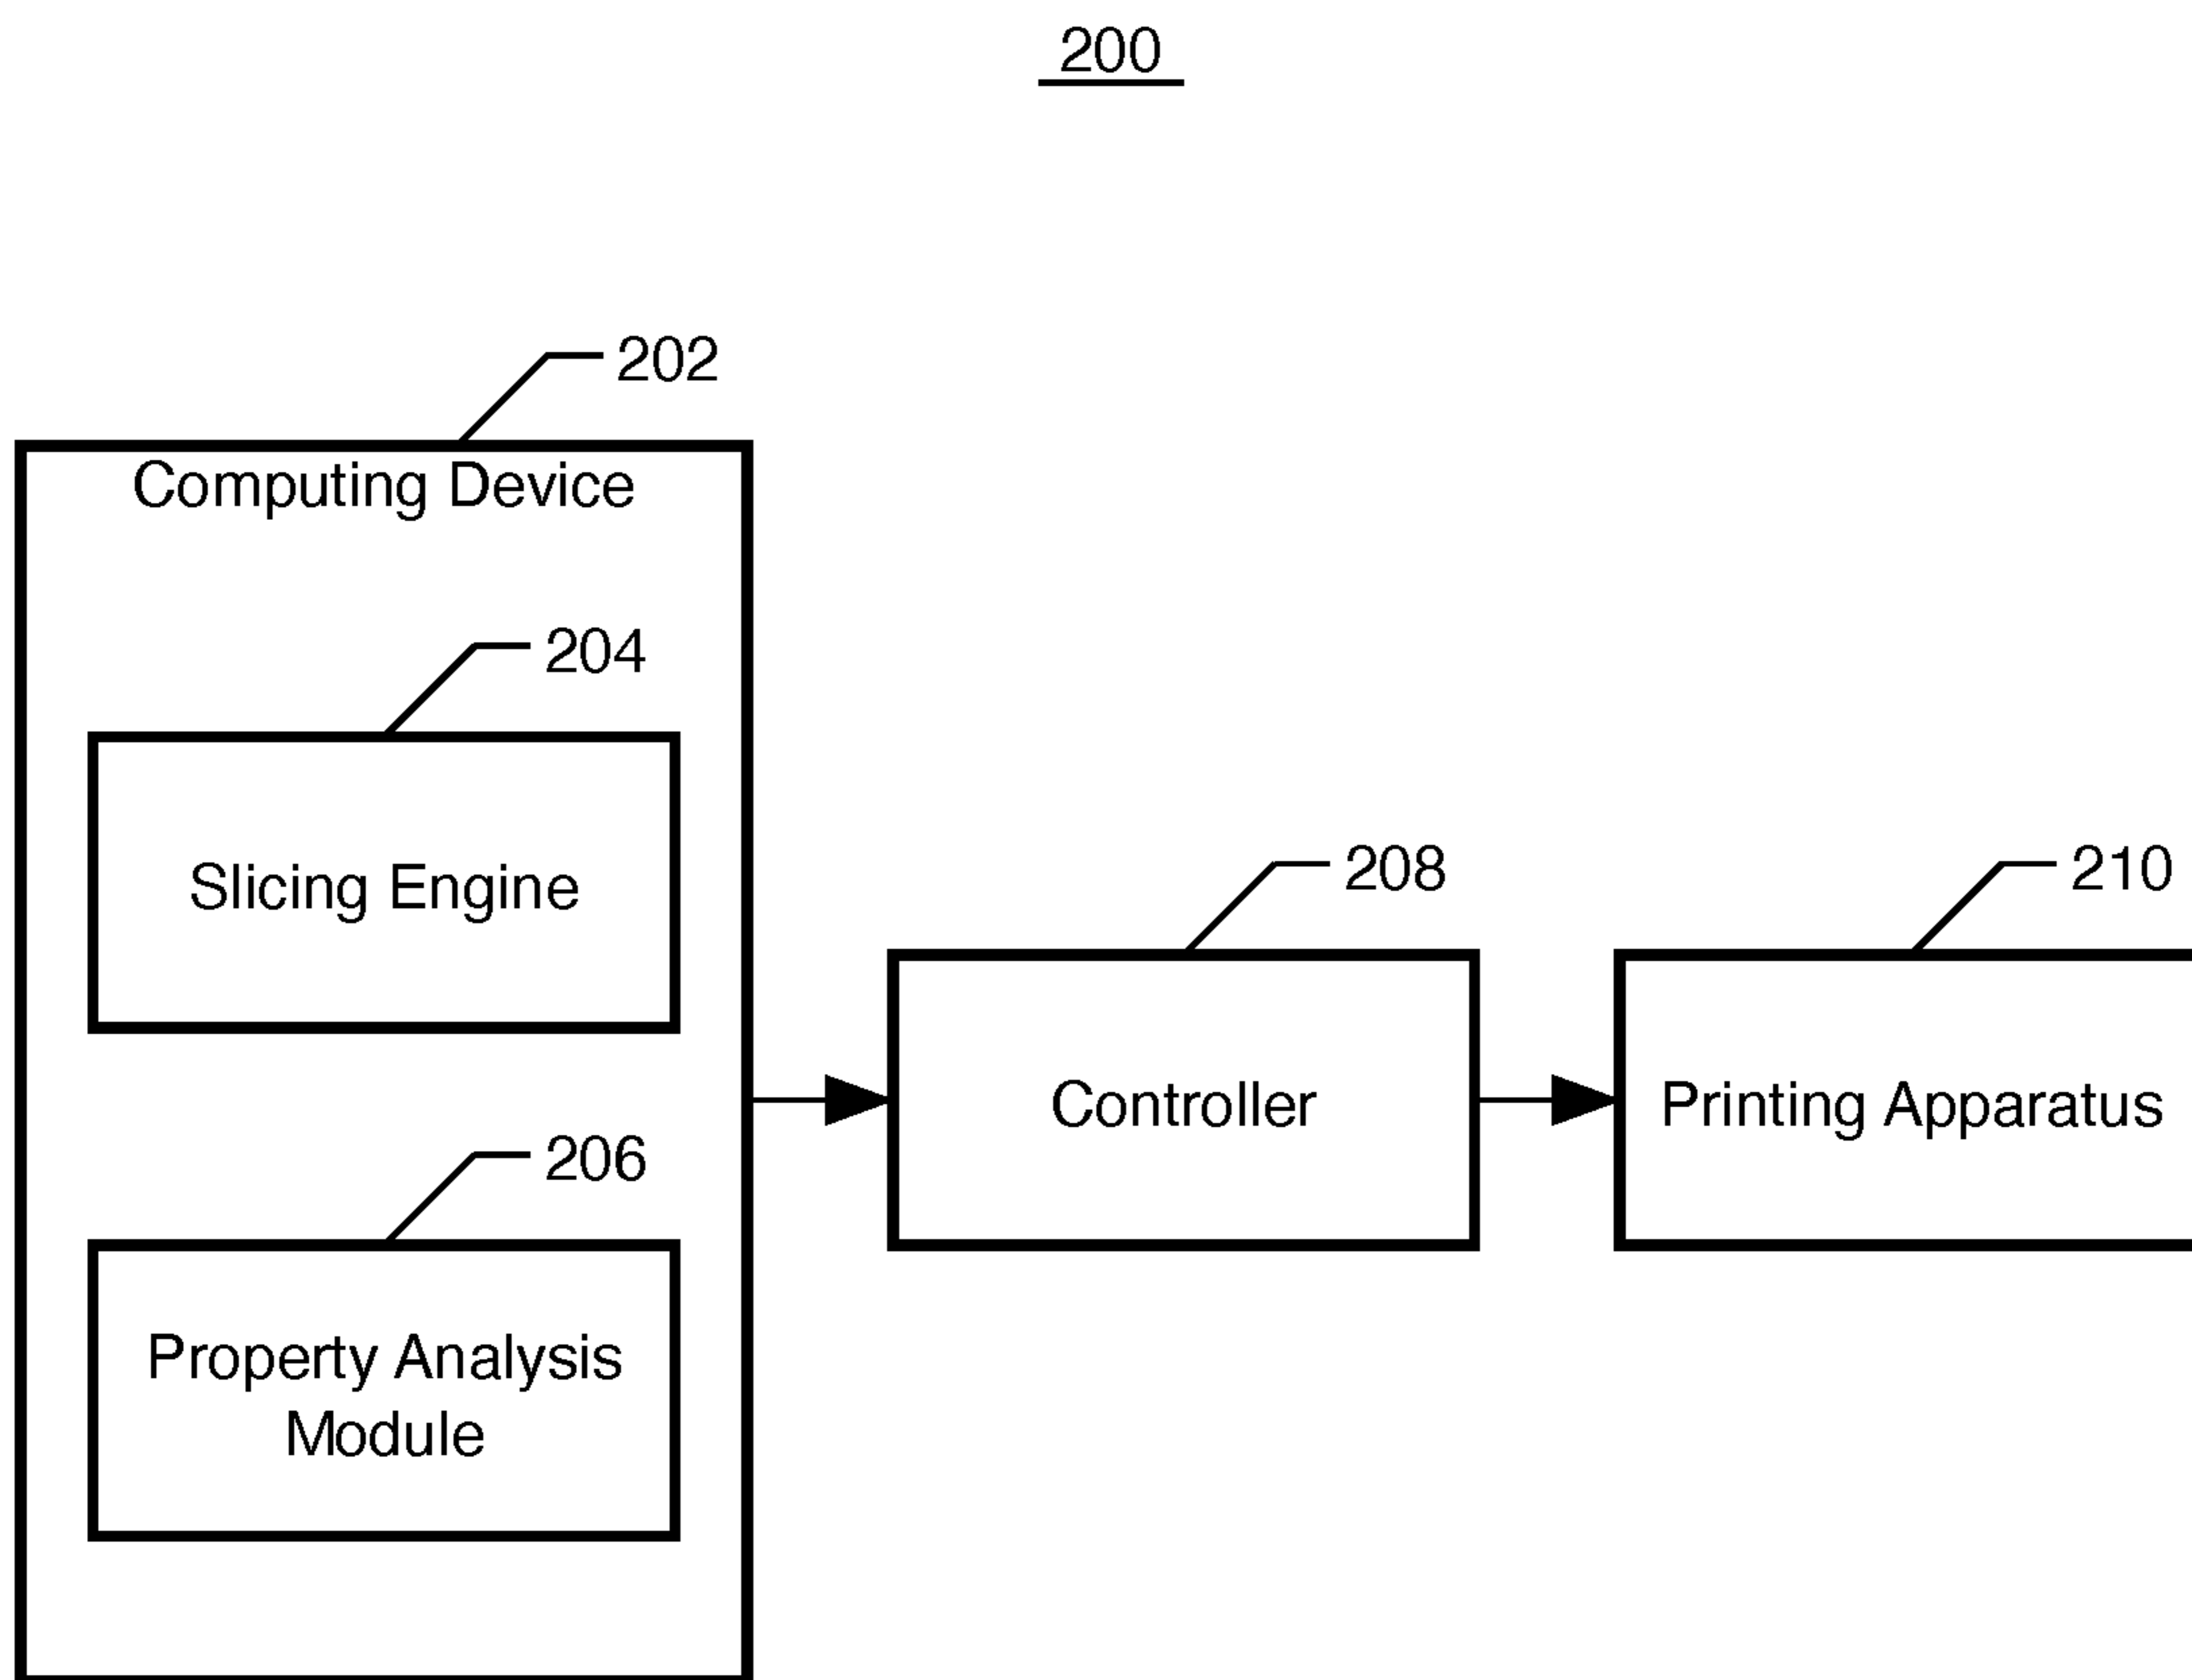 200
202
Computing Device
204
Slicing Engine
208
210
Controller
Printing Apparatus
206
Property Analysis
Module